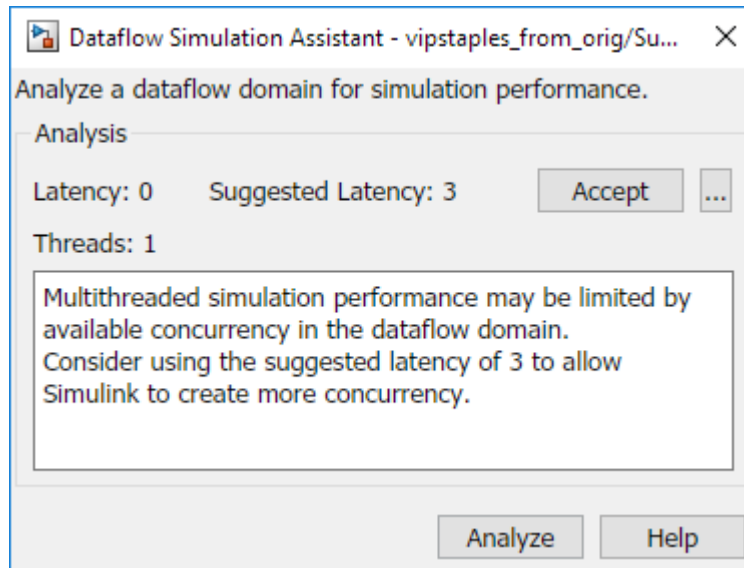 Dataflow Simulation Assistant - vipstaples_from_orig/Su...
Analyze a dataflow domain for simulation performance.
Analysis
Latency: 0 Suggested Latency: 3 Accept ...
Threads: 1
Multithreaded simulation performance may be limited by
available concurrency in the dataflow domain.
Consider using the suggested latency of 3 to allow
Simulink to create more concurrency.
Analyze Help